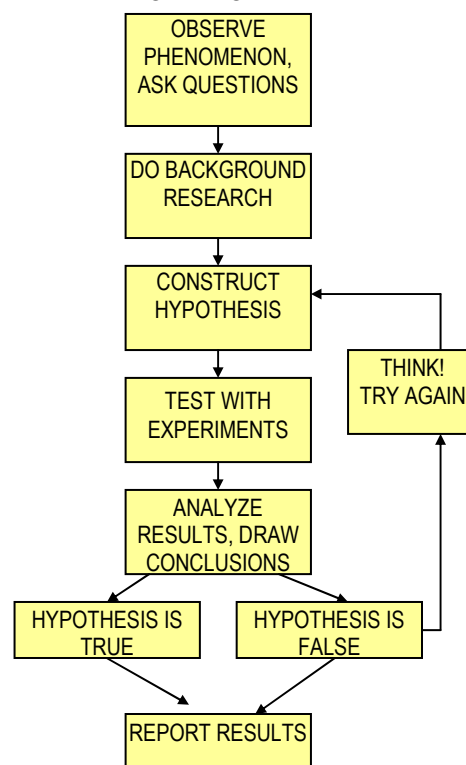 OBSERVE
PHENOMENON,
ASK QUESTIONS
DO BACKGROUND
RESEARCH
CONSTRUCT
HYPOTHESIS
THINK!
TRY AGAIN
TEST WITH
EXPERIMENTS
ANALYZE
RESULTS, DRAW
CONCLUSIONS
HYPOTHESIS IS
TRUE
HYPOTHESIS IS
FALSE
REPORT RESULTS